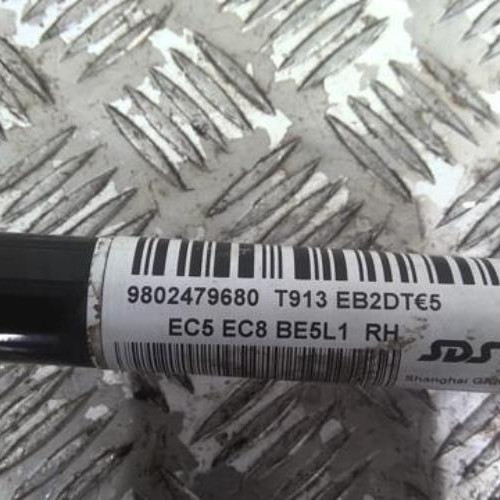 9802479680 T913 EB2DT€5
EC5 EC8 BE5L1 RH
SDS
Shanghai